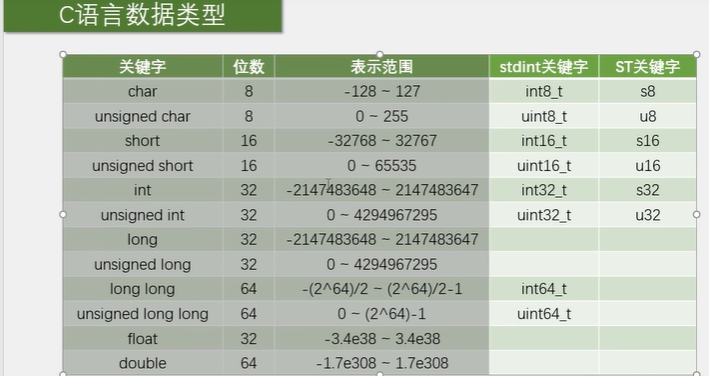 C语言数据类型
关键字 位数 表示范围 stdint关键字 ST关键字
char 8 -128 ~ 127 int8_t s8
unsigned char 8 0 ~ 255 uint8_t u8
short 16 -32768 ~ 32767 int16_t s16
unsigned short 16 0 ~ 65535 uint16_t u16
int 32 -2147483648 ~ 2147483647 int32_t s32
unsigned int 32 0 ~ 4294967295 uint32_t u32
long 32 -2147483648 ~ 2147483647
unsigned long 32 0 ~ 4294967295
long long 64 -(2^64)/2 ~ (2^64)/2-1 int64_t
unsigned long long 64 0 ~ (2^64)-1 uint64_t
float 32 -3.4e38 ~ 3.4e38
double 64 -1.7e308 ~ 1.7e308